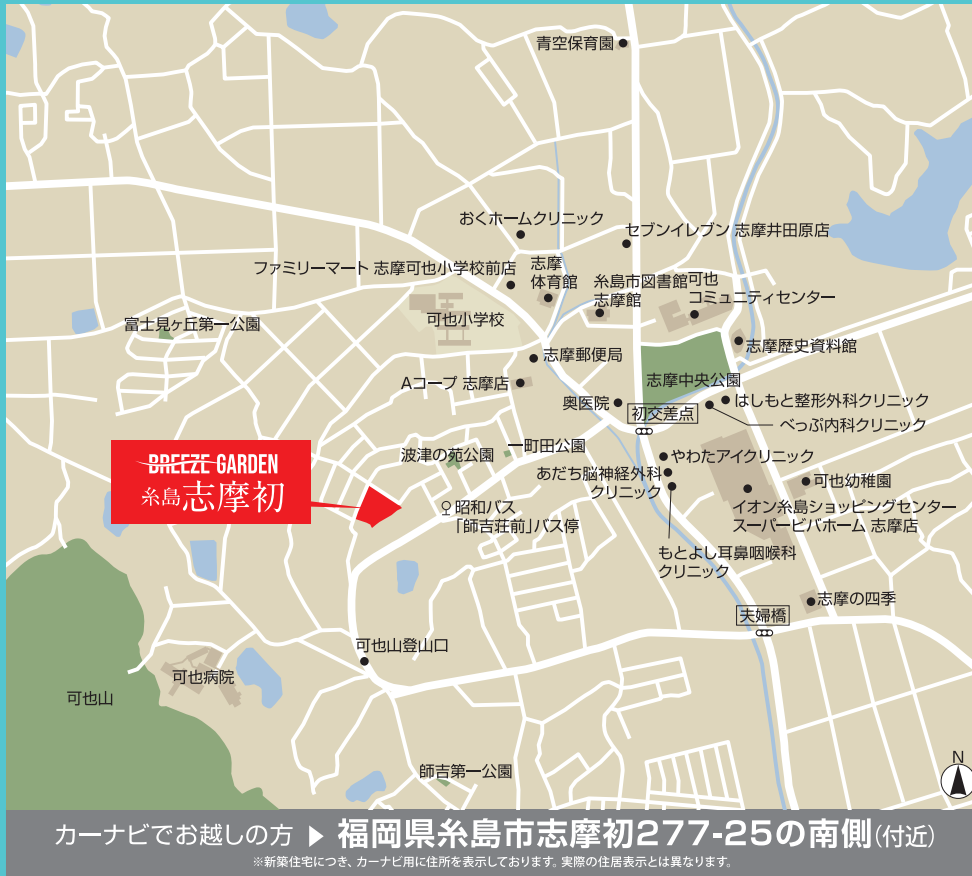 青空保育園
おくホームクリニック
セブンイレブン 志摩井田原店
ファミリーマート 志摩可也小学校前店
志摩
体育館
糸島市図書館
志摩館
可也
コミュニティセンター
富士見ヶ丘第一公園
可也小学校
志摩郵便局
志摩歴史資料館
Aコープ 志摩店
志摩中央公園
奥医院
初交差点
はしもと整形外科クリニック
べっぷ内科クリニック
波津の苑公園
一町田公園
やわたアイクリニック
あだち脳神経外科
クリニック
可也幼稚園
BREEZE GARDEN
糸島志摩初
昭和バス
「師吉荘前」バス停
イオン糸島ショッピングセンター
スーパービバホーム 志摩店
もとよし耳鼻咽喉科
クリニック
志摩の四季
夫婦橋
可也山登山口
可也病院
可也山
師吉第一公園
N
カーナビでお越しの方 ▶ 福岡県糸島市志摩初277-25の南側(付近)
※新築住宅につき、カーナビ用に住所を表示しております。実際の住居表示とは異なります。